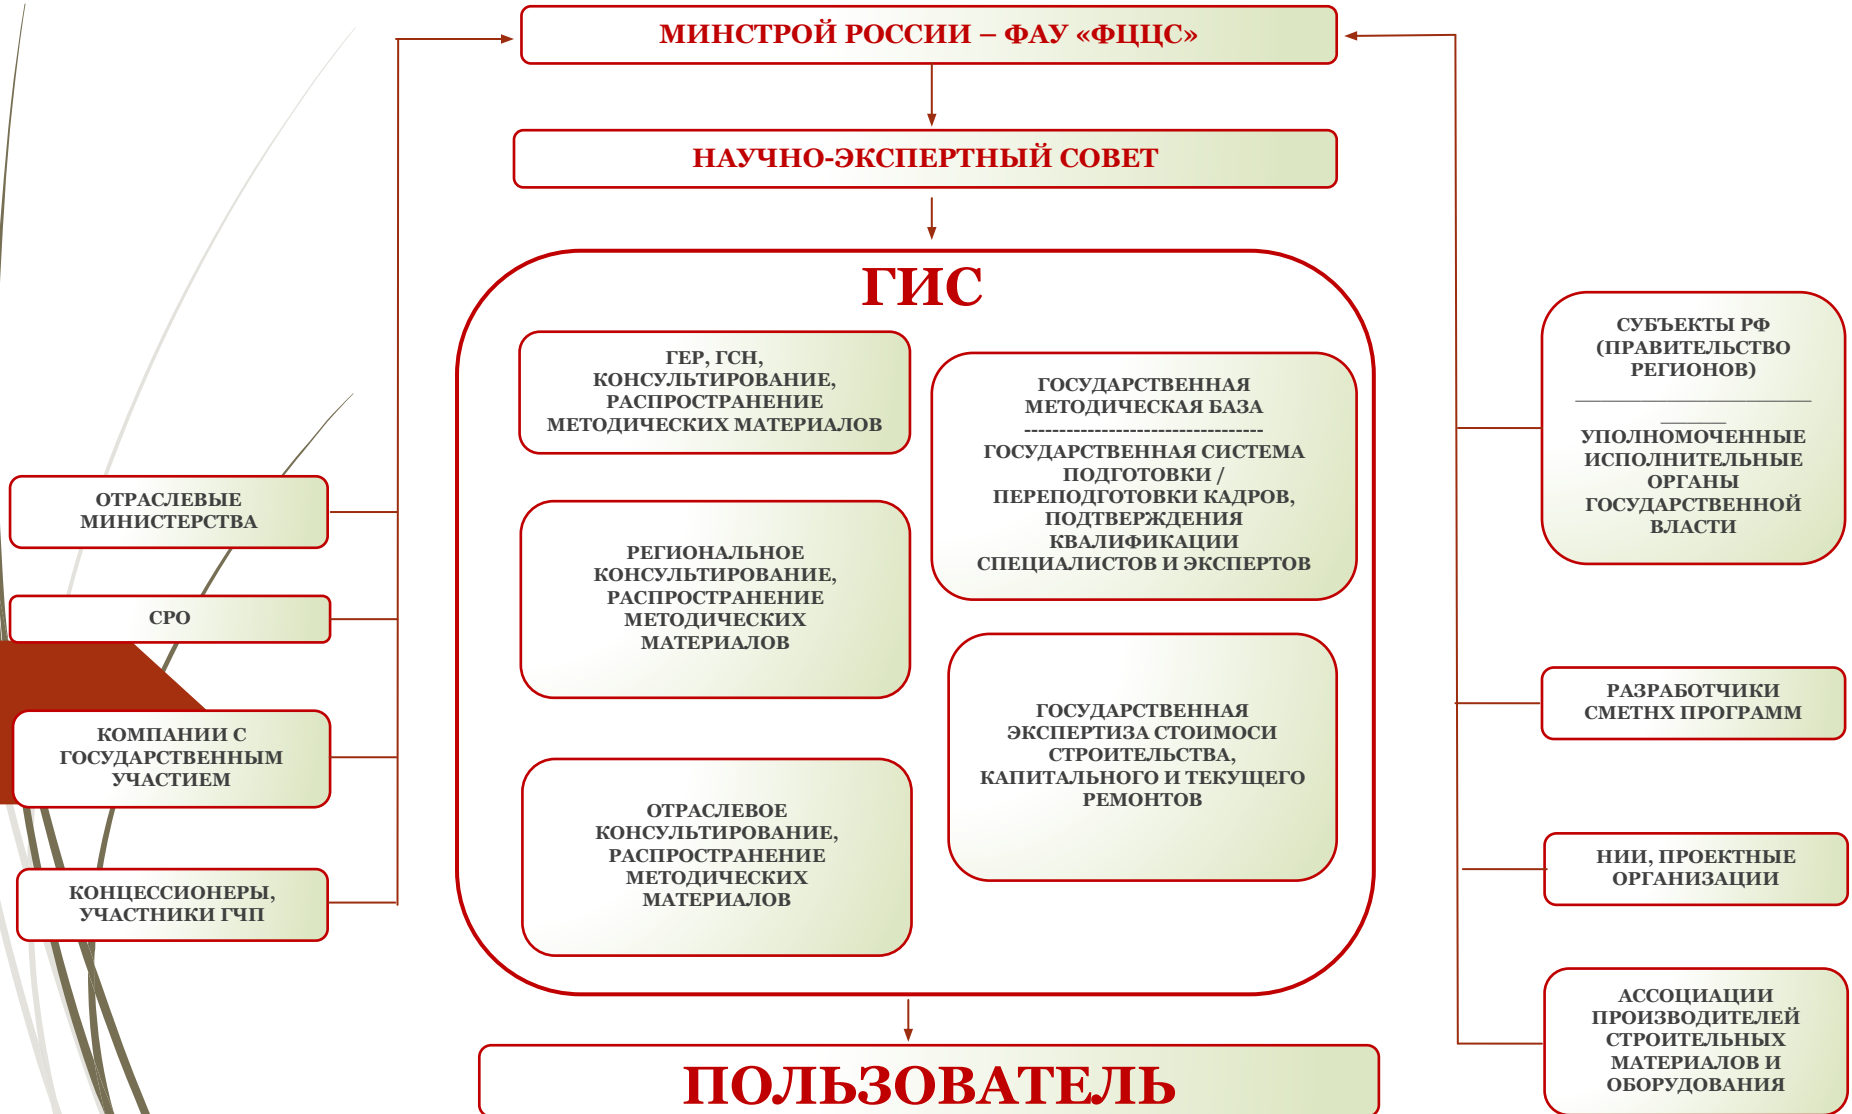 МИНСТРОЙ РОССИИ – ФАУ «ФЦЦС»
НАУЧНО-ЭКСПЕРТНЫЙ СОВЕТ
ГИС
ГЕР, ГСН,
КОНСУЛЬТИРОВАНИЕ,
РАСПРОСТРАНЕНИЕ
МЕТОДИЧЕСКИХ МАТЕРИАЛОВ
РЕГИОНАЛЬНОЕ
КОНСУЛЬТИРОВАНИЕ,
РАСПРОСТРАНЕНИЕ
МЕТОДИЧЕСКИХ
МАТЕРИАЛОВ
ОТРАСЛЕВОЕ
КОНСУЛЬТИРОВАНИЕ,
РАСПРОСТРАНЕНИЕ
МЕТОДИЧЕСКИХ
МАТЕРИАЛОВ
ГОСУДАРСТВЕННАЯ
МЕТОДИЧЕСКАЯ БАЗА
----------------------------------
ГОСУДАРСТВЕННАЯ СИСТЕМА
ПОДГОТОВКИ /
ПЕРЕПОДГОТОВКИ КАДРОВ,
ПОДТВЕРЖДЕНИЯ
КВАЛИФИКАЦИИ
СПЕЦИАЛИСТОВ И ЭКСПЕРТОВ
ГОСУДАРСТВЕННАЯ
ЭКСПЕРТИЗА СТОИМОСИ
СТРОИТЕЛЬСТВА,
КАПИТАЛЬНОГО И ТЕКУЩЕГО
РЕМОНТОВ
ОТРАСЛЕВЫЕ
МИНИСТЕРСТВА
СРО
КОМПАНИИ С
ГОСУДАРСТВЕННЫМ
УЧАСТИЕМ
КОНЦЕССИОНЕРЫ,
УЧАСТНИКИ ГЧП
СУБЪЕКТЫ РФ
(ПРАВИТЕЛЬСТВО
РЕГИОНОВ)
УПОЛНОМОЧЕННЫЕ
ИСПОЛНИТЕЛЬНЫЕ
ОРГАНЫ
ГОСУДАРСТВЕННОЙ
ВЛАСТИ
РАЗРАБОТЧИКИ
СМЕТНХ ПРОГРАММ
НИИ, ПРОЕКТНЫЕ
ОРГАНИЗАЦИИ
АССОЦИАЦИИ
ПРОИЗВОДИТЕЛЕЙ
СТРОИТЕЛЬНЫХ
МАТЕРИАЛОВ И
ОБОРУДОВАНИЯ
ПОЛЬЗОВАТЕЛЬ